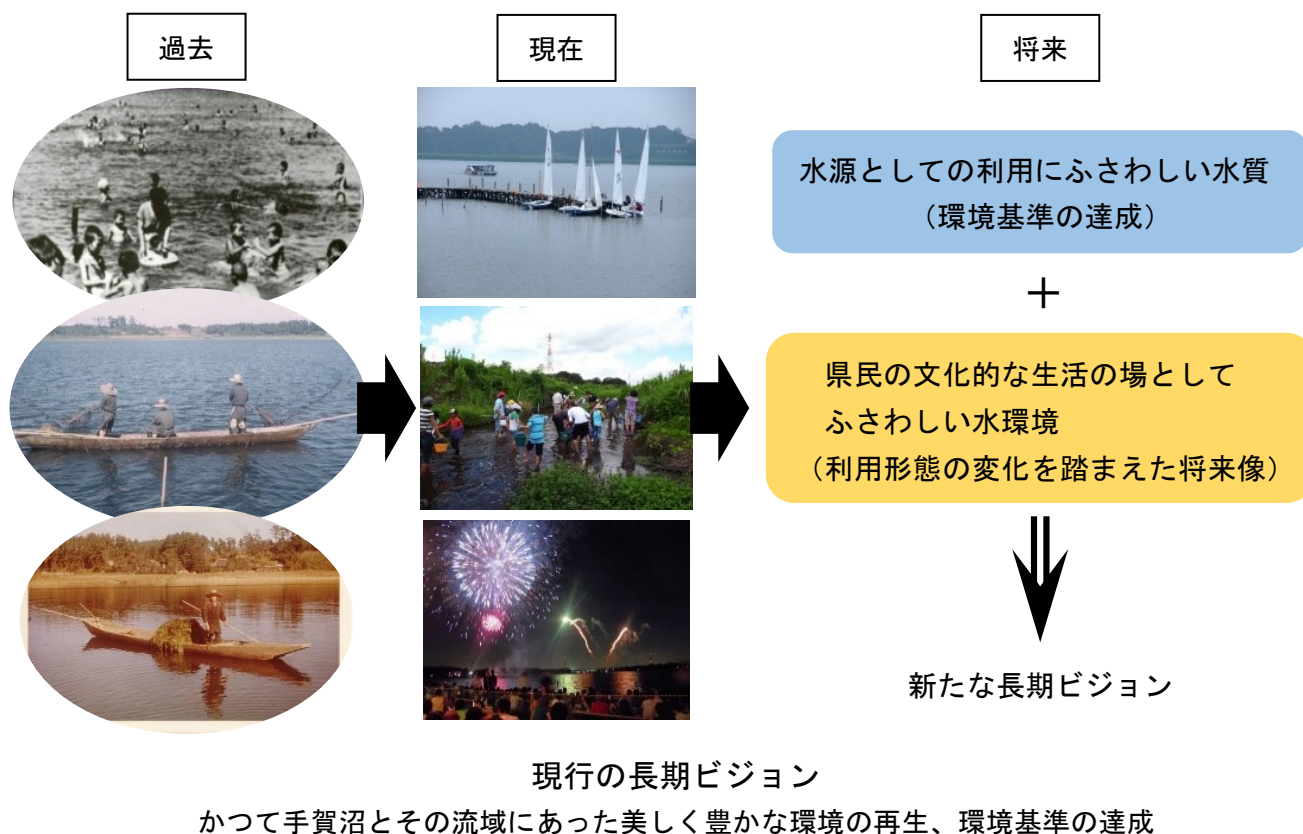 過去
現在
将来
水源としての利用にふさわしい水質
（環境基準の達成）
＋
県民の文化的な生活の場として
ふさわしい水環境
（利用形態の変化を踏まえた将来像）
新たな長期ビジョン
現行の長期ビジョン
かつて手賀沼とその流域にあった美しく豊かな環境の再生、環境基準の達成